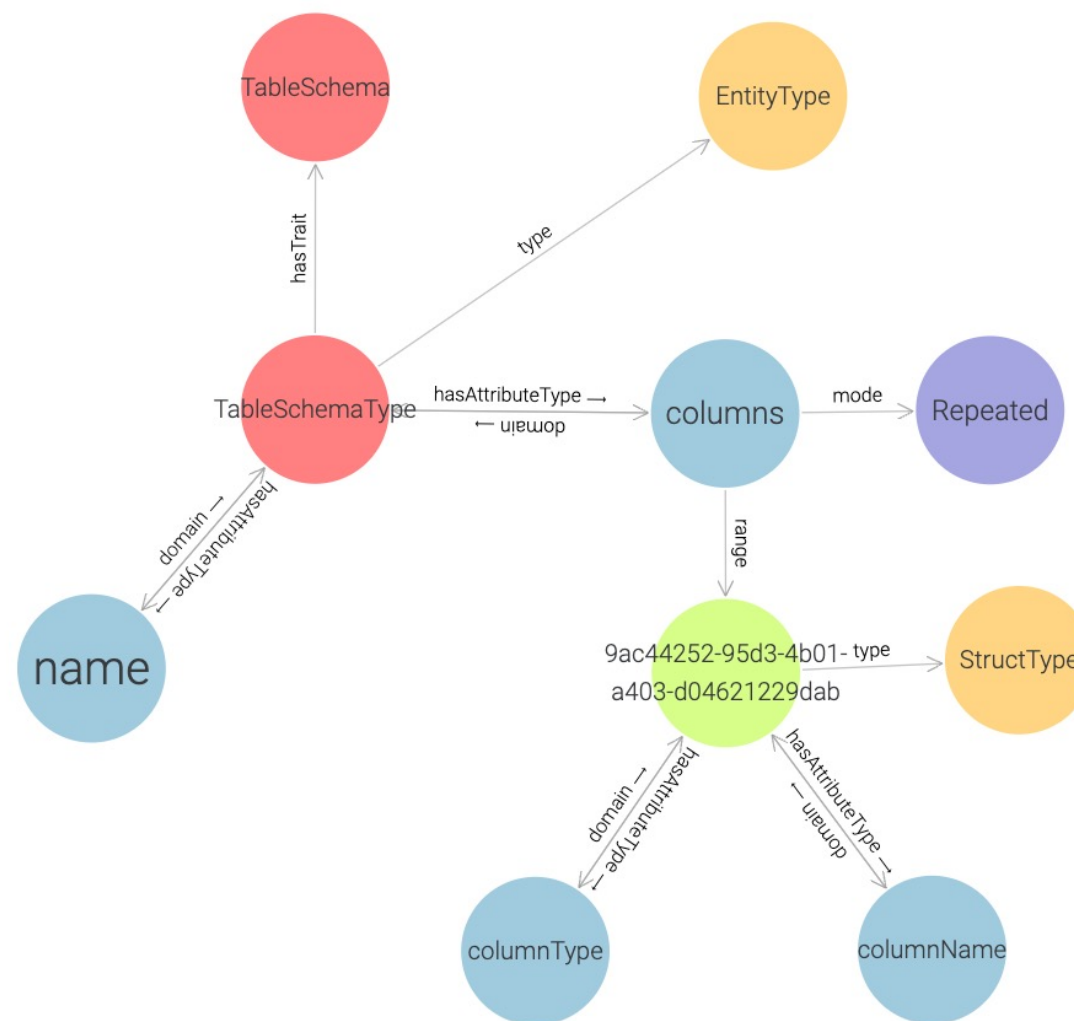 TableSchema
EntityType
hasTrait
type
TableSchemaType
hasAttributeType →
domain →
columns
mode
Repeated
domain →
hasAttributeType →
range
name
9ac44252-95d3-4b01-
a403-d04621229dab
type
StructType
domain →
hasAttributeType →
hasAttributeType →
domain →
columnType
columnName